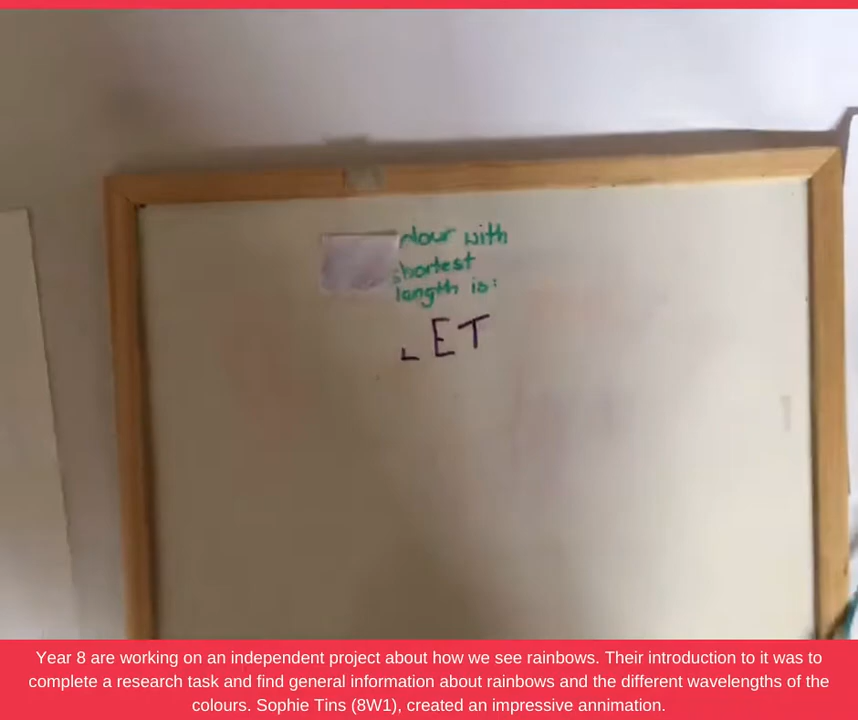 olour with
shortest
length is:
LET
Year 8 are working on an independent project about how we see rainbows. Their introduction to it was to
complete a research task and find general information about rainbows and the different wavelengths of the
colours. Sophie Tins (8W1), created an impressive annimation.